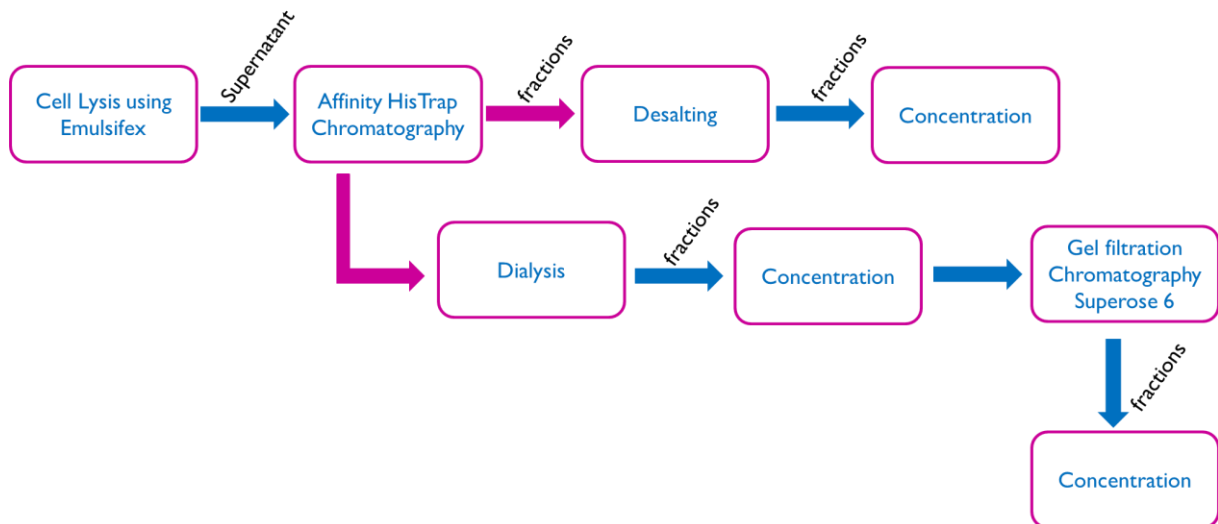 Supernatant
fractions
fractions
Cell Lysis using
Emulsifex
Affinity HisTrap
Chromatography
Desalting
Concentration
fractions
Dialysis
Concentration
Gel filtration
Chromatography
Superose 6
fractions
Concentration